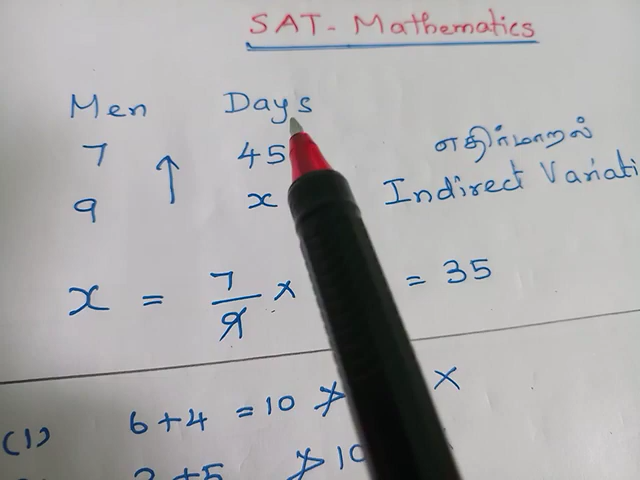 SAT - Mathematics
Men Days
7 ↑ 45
9 x
எதிர்மாறல்
Indirect Variati
x = 7/9 × = 35
(1) 6+4 = 10 ≯ ×
+5 ≯ 10